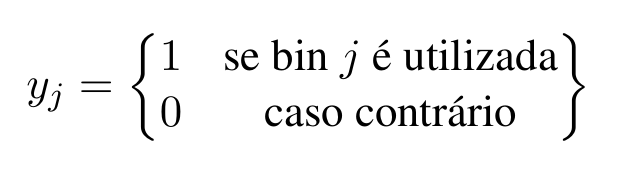 y_j = { 1 se bin j é utilizada
0 caso contrário }